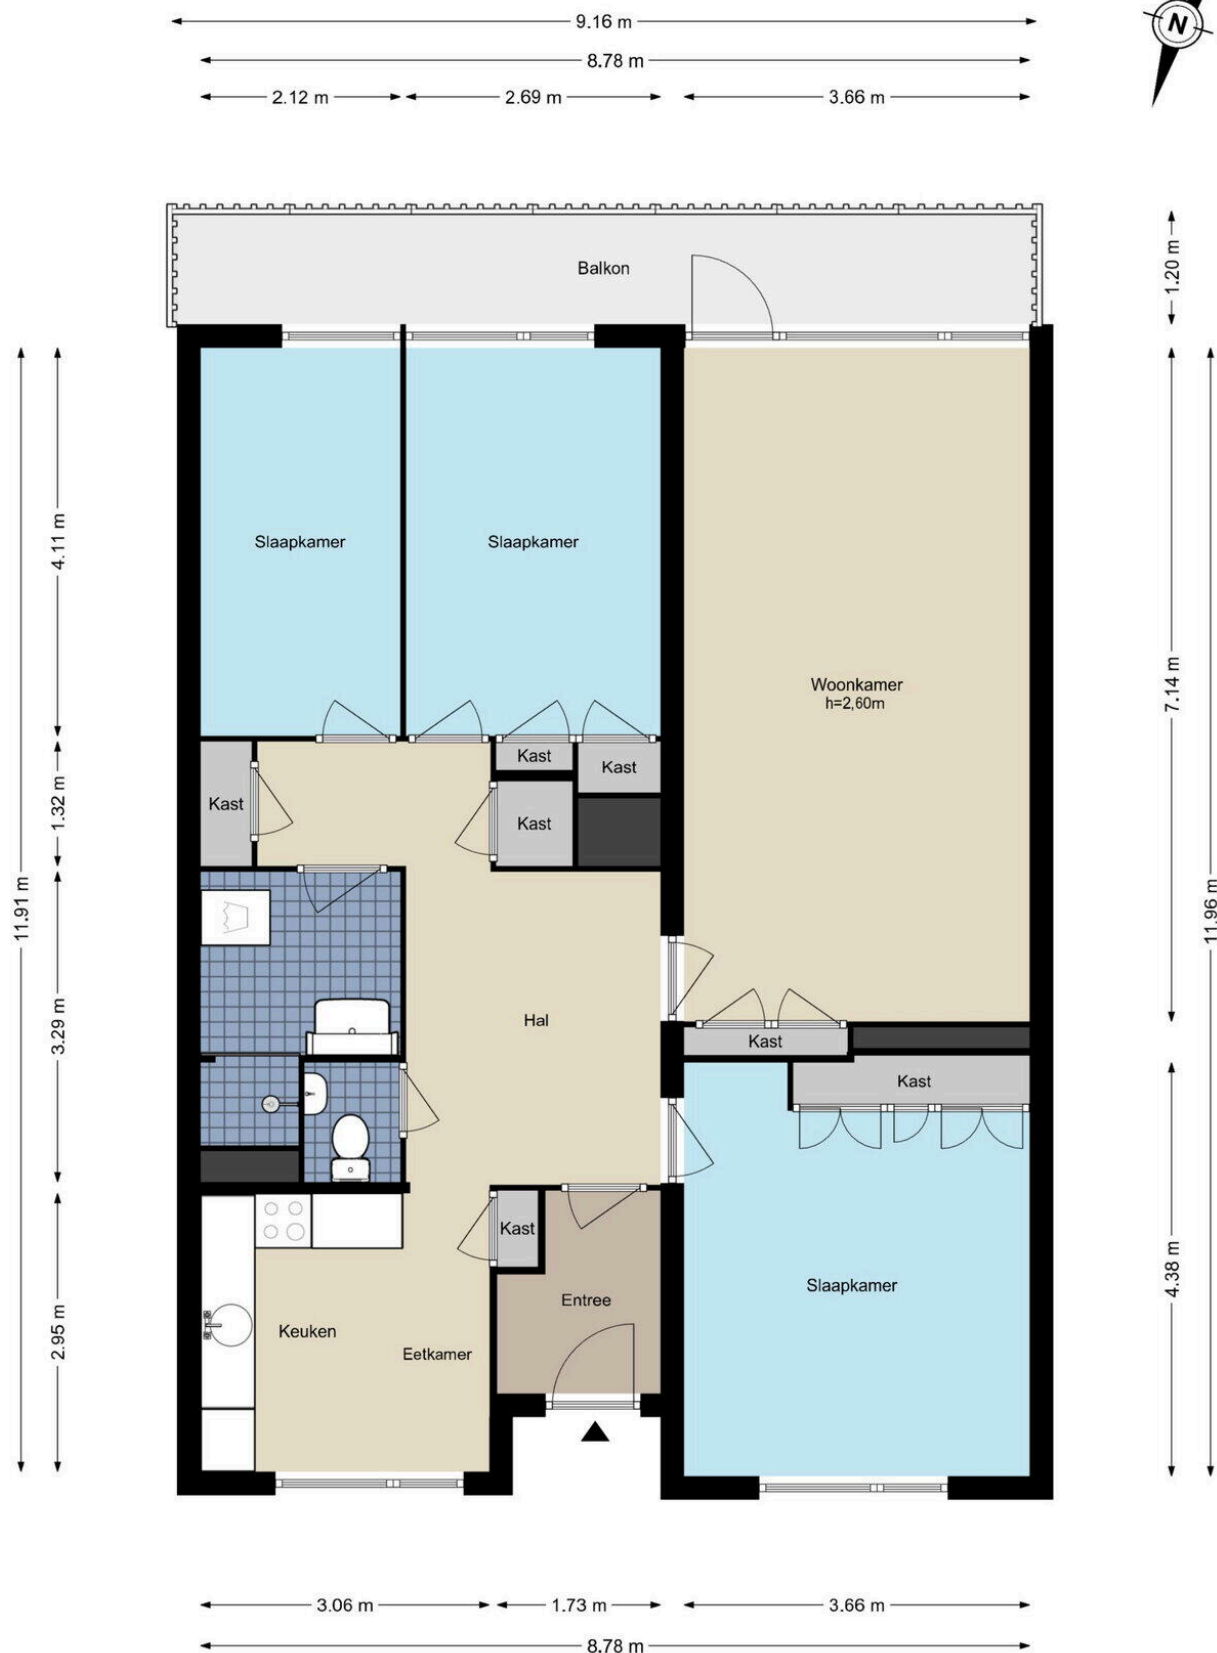 9.16 m
8.78 m
2.12 m
2.69 m
3.66 m
N
Balkon
1.20 m
4.11 m
Slaapkamer
Slaapkamer
Woonkamer
h=2,60m
7.14 m
Kast
Kast
Kast
Kast
1.32 m
11.91 m
11.96 m
3.29 m
Hal
Kast
Kast
Kast
Slaapkamer
4.38 m
Entree
Keuken
Eetkamer
2.95 m
3.06 m
1.73 m
3.66 m
8.78 m